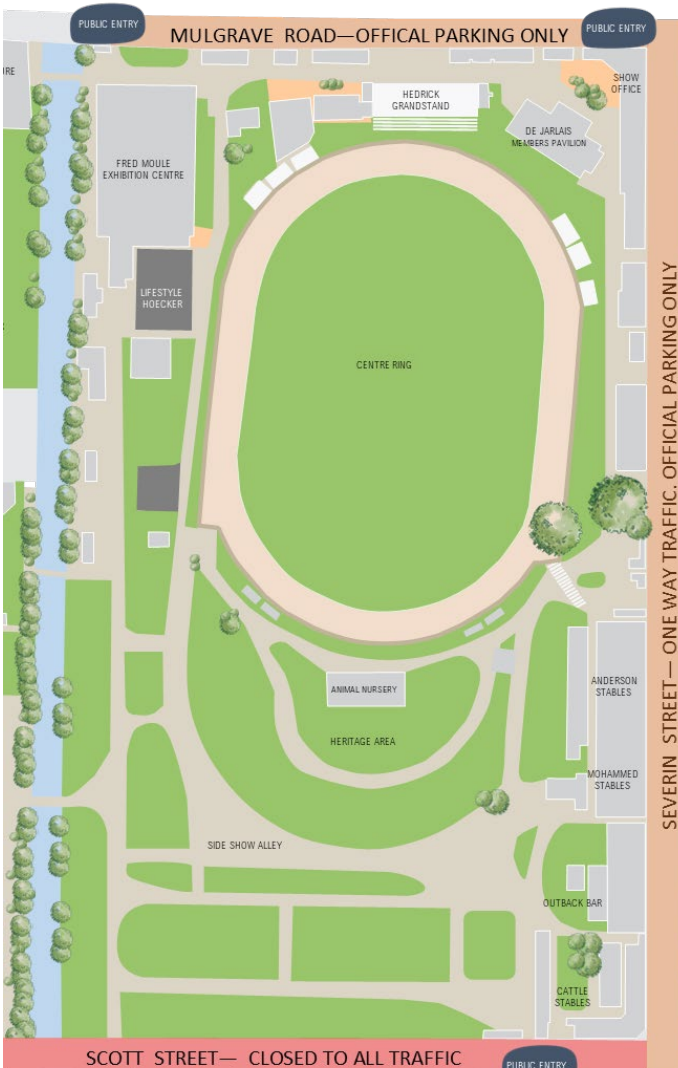 PUBLIC ENTRY
MULGRAVE ROAD—OFFICAL PARKING ONLY
PUBLIC ENTRY
IRE
HEDRICK
GRANDSTAND
SHOW
OFFICE
DE JARLAIS
MEMBERS PAVILION
FRED MOULE
EXHIBITION CENTRE
LIFESTYLE
HOECKER
CENTRE RING
SEVERIN STREET— ONE WAY TRAFFIC. OFFICIAL PARKING ONLY
ANIMAL NURSERY
HERITAGE AREA
ANDERSON
STABLES
MOHAMMED
STABLES
SIDE SHOW ALLEY
OUTBACK BAR
CATTLE
STABLES
SCOTT STREET— CLOSED TO ALL TRAFFIC
PUBLIC ENTRY